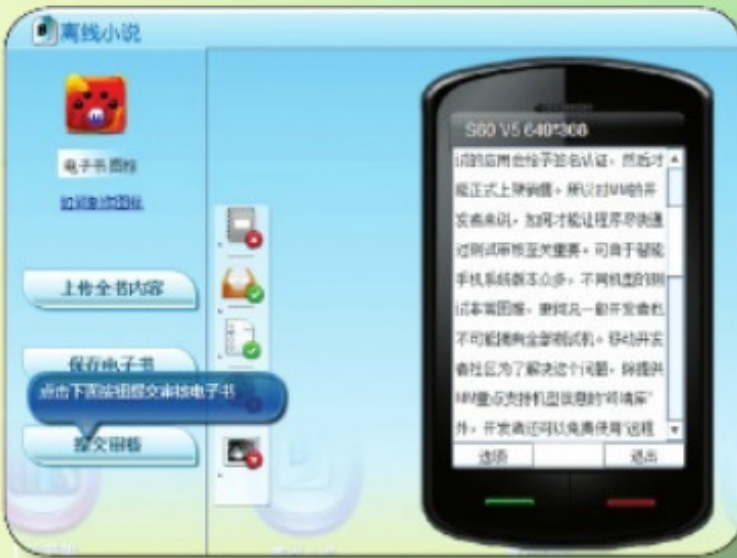 离线小说
电子书图标
上传全书内容
保存电子书
点击下面按钮提交审核电子书
提交审核
S60 V5 640*360
试的应用会给予签名认证,然后才
能正式上架销售。所以对MM的开
发者来说,如何才能让程序尽快通
过测试审核至关重要。可由于智能
手机系统版本众多,不同机型的测
试非常困难,更何况一般开发者也
不可能拥有全部测试机。移动开发
者社区为了解决这个问题,除提供
MM重点支持机型信息的“终端库”
外,开发者还可以免费使用“远程
选项
退出